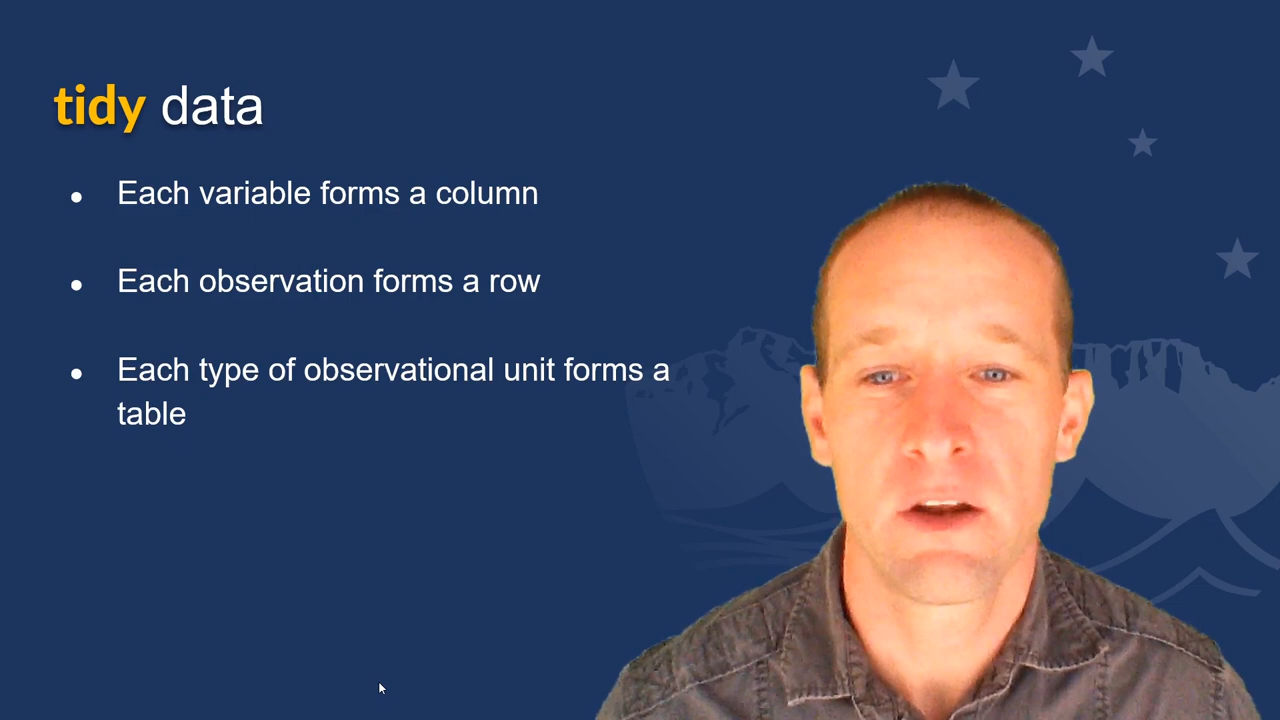 tidy data
● Each variable forms a column
● Each observation forms a row
● Each type of observational unit forms a
table